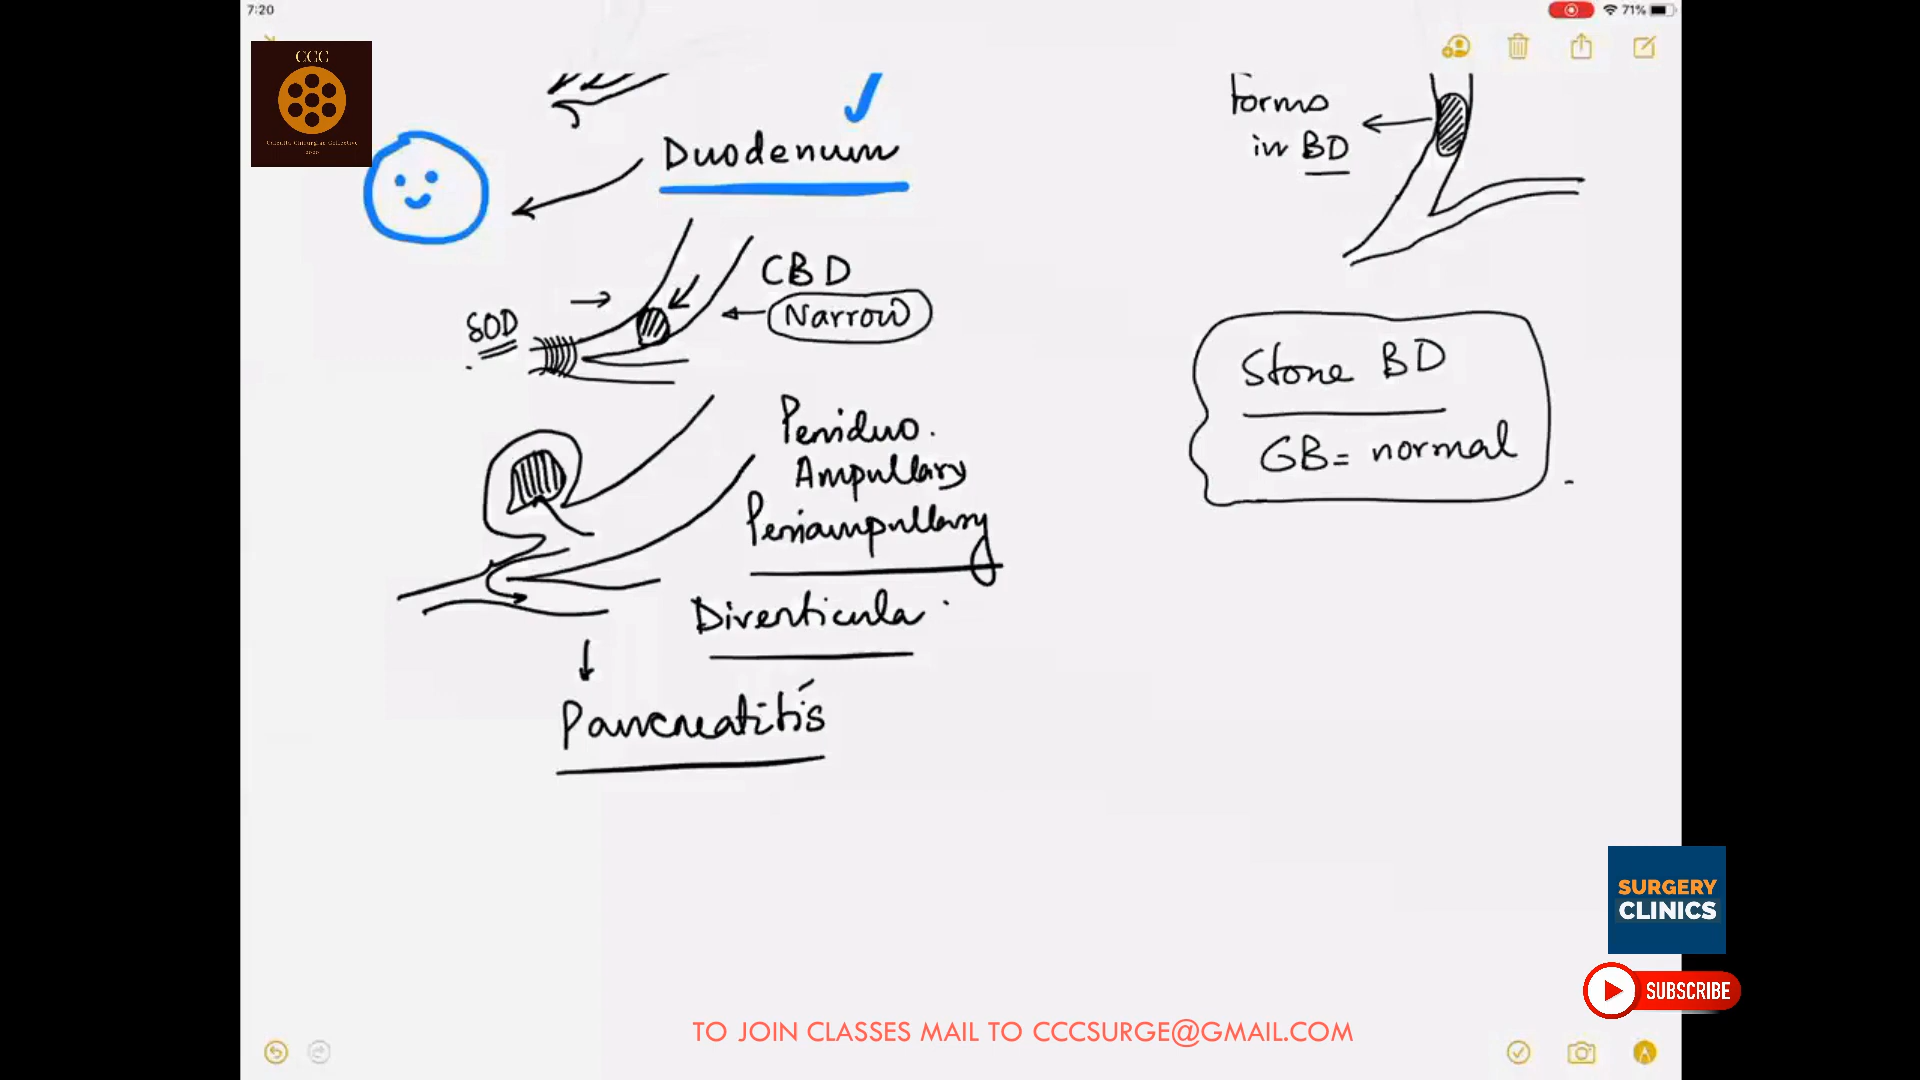 7:20
71%
CCC
2020
Duodenum
CBD
Narrow
SOD
Periduo.
Ampullary
Periampullary
Diverticula
Pancreatitis
Forms
in BD
Stone BD
GB= normal
SURGERY
CLINICS
SUBSCRIBE
TO JOIN CLASSES MAIL TO CCCSURGE@GMAIL.COM